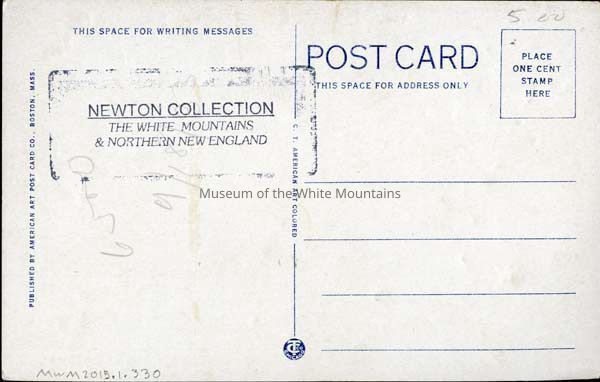 THIS SPACE FOR WRITING MESSAGES
POST CARD
THIS SPACE FOR ADDRESS ONLY
5 00
PLACE
ONE CENT
STAMP
HERE
NEWTON COLLECTION
THE WHITE MOUNTAINS
& NORTHERN NEW ENGLAND
Museum of the White Mountains
PUBLISHED BY AMERICAN ART POST CARD CO., BOSTON, MASS.
C. T. AMERICAN ART COLORED
MWM2013.1.330